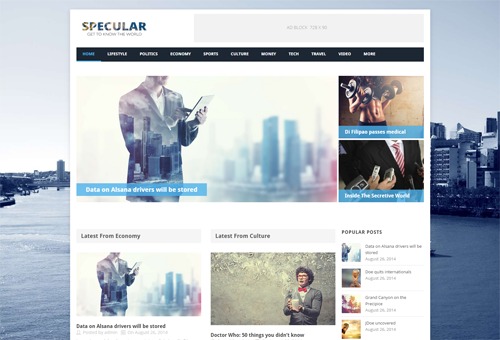 SPECULAR
GET TO KNOW THE WORLD
AD BLOCK 728 × 90
HOME LIFESTYLE POLITICS ECONOMY SPORTS CULTURE MONEY TECH TRAVEL VIDEO MORE
Data on Alsana drivers will be stored
Di Filipao passes medical
Inside The Secretive World
Latest From Economy
Data on Alsana drivers will be stored
Posted by admin On August 26, 2014
Latest From Culture
Doctor Who: 50 things you didn't know
POPULAR POSTS
Data on Alsana drivers will be
stored
August 26, 2014
Doe quits internationals
August 26, 2014
Grand Canyon on the
Precipice
August 26, 2014
JDoe uncovered
August 26, 2014